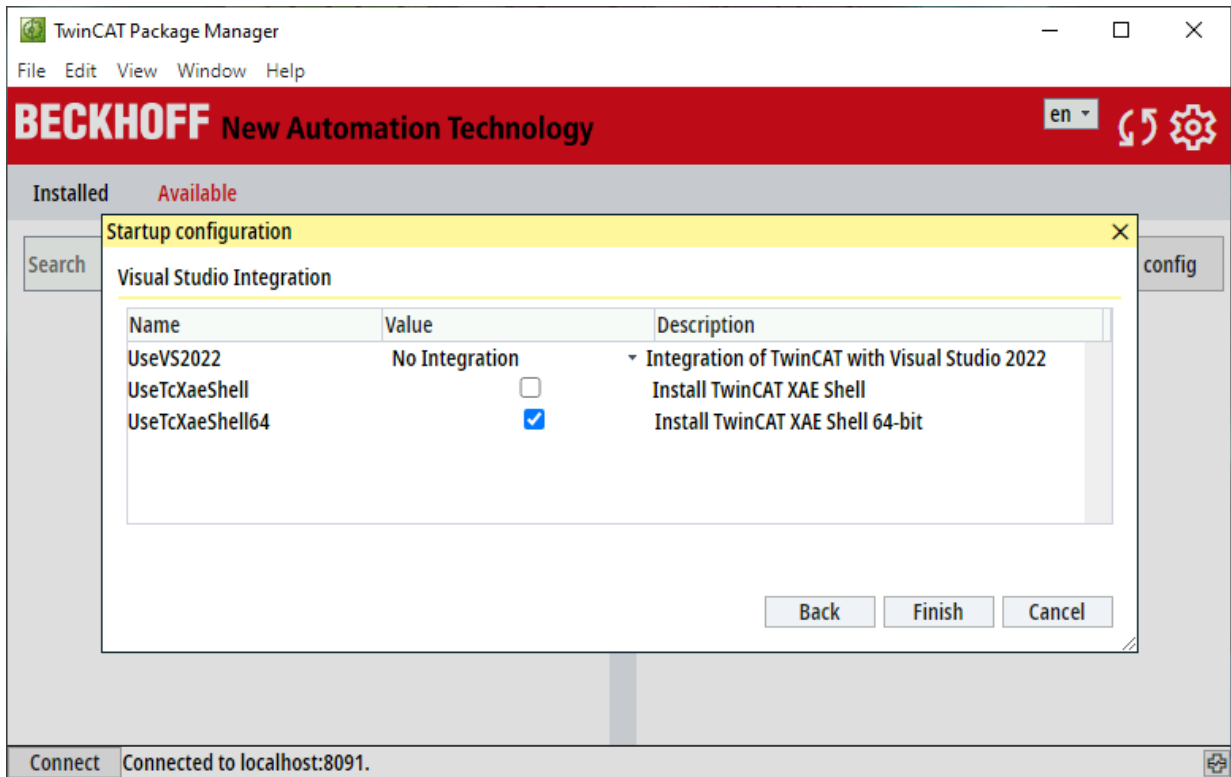 TwinCAT Package Manager
File Edit View Window Help
BECKHOFF New Automation Technology
en
Installed Available
Startup configuration
Search
config
Visual Studio Integration
Name Value Description
UseVS2022 No Integration Integration of TwinCAT with Visual Studio 2022
UseTcXaeShell Install TwinCAT XAE Shell
UseTcXaeShell64 Install TwinCAT XAE Shell 64-bit
Back Finish Cancel
Connect Connected to localhost:8091.